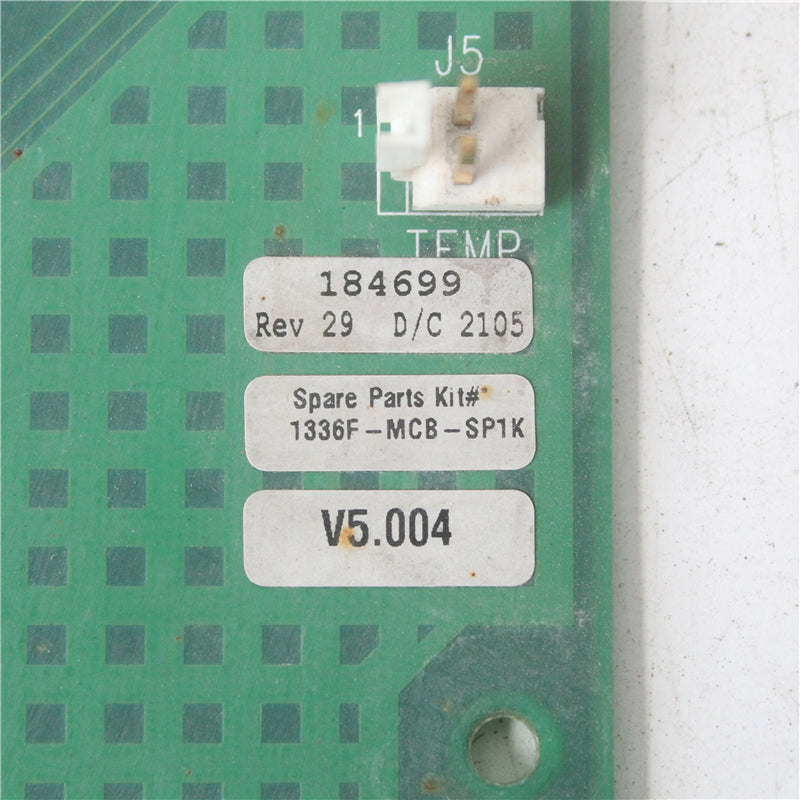 J5
1
TEMP
184699
Rev 29 D/C 2105
Spare Parts Kit#
1336F-MCB-SP1K
V5.004